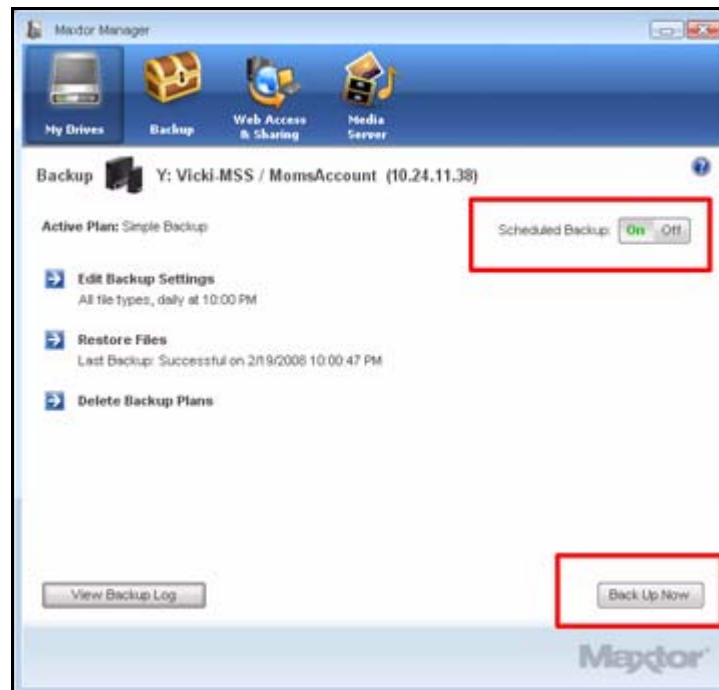 Maxtor Manager
My Drives
Backup
Web Access
& Sharing
Media
Server
Backup Y: Vicki-MSS / MomsAccount (10.24.11.38)
?
Active Plan: Simple Backup
Scheduled Backup: On Off
Edit Backup Settings
All file types, daily at 10:00 PM
Restore Files
Last Backup: Successful on 2/19/2008 10:00:47 PM
Delete Backup Plans
View Backup Log
Back Up Now
Maxtor